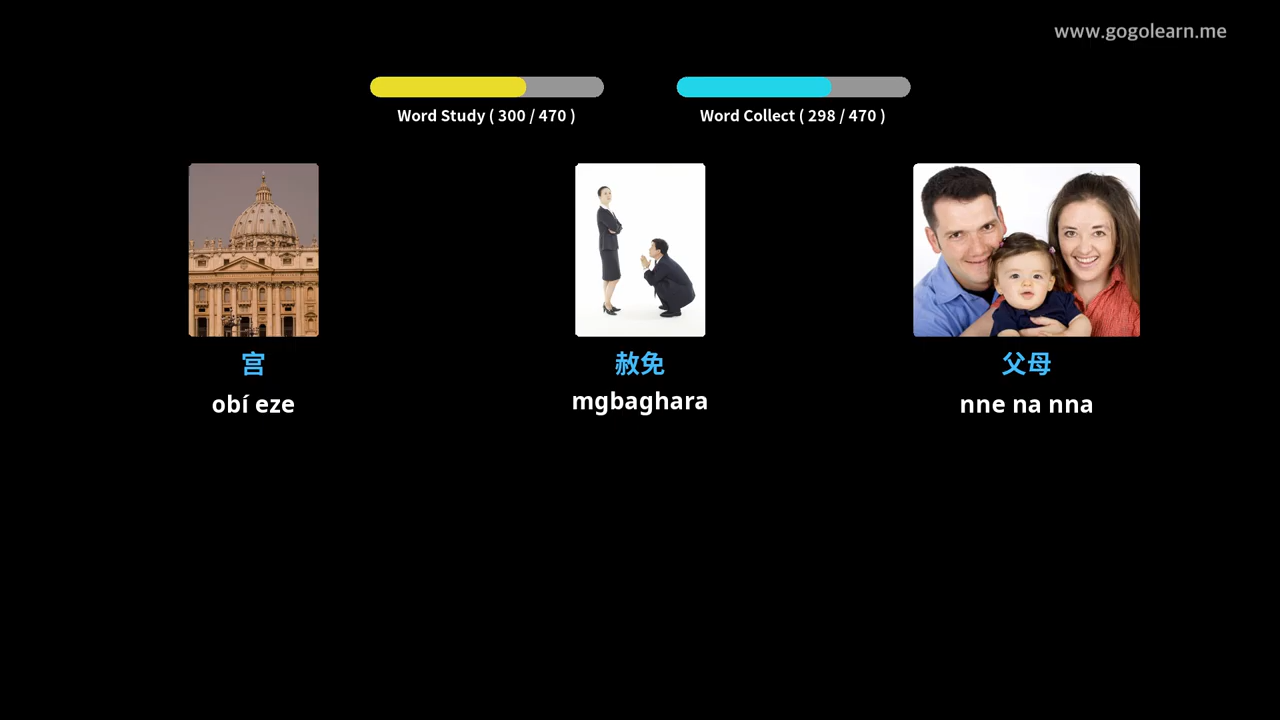 www.gogolearn.me
Word Study ( 300 / 470 )
Word Collect ( 298 / 470 )
宫
赦免
父母
obí eze
mgbaghara
nne na nna